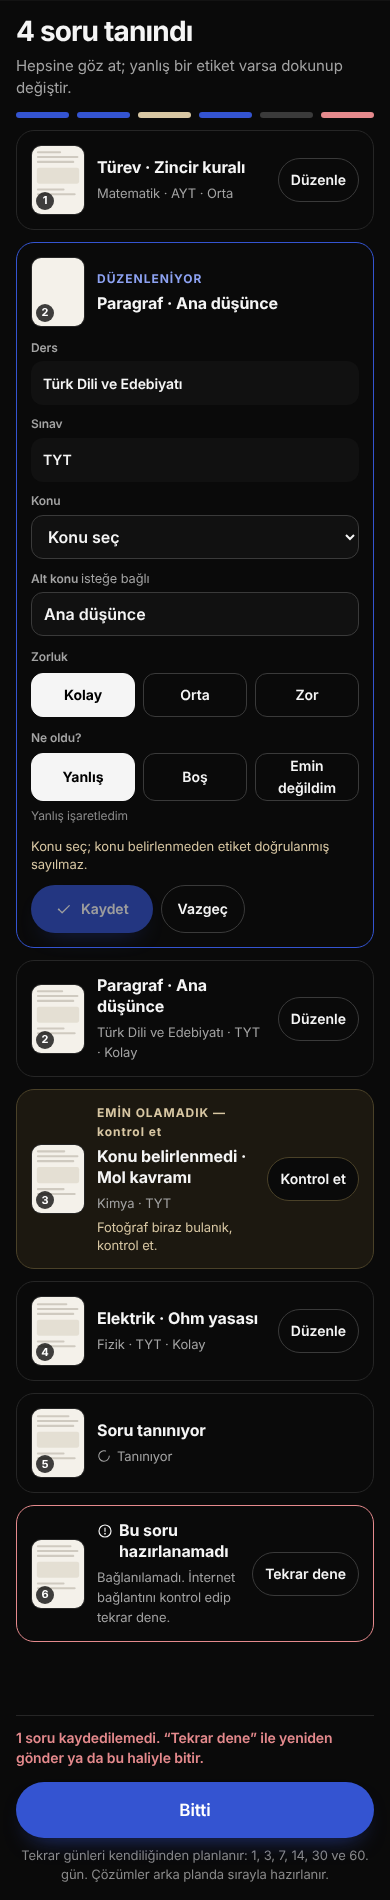 4 soru tanındı
Hepsine göz at; yanlış bir etiket varsa dokunup
değiştir.
1
Türev · Zincir kuralı
Matematik · AYT · Orta
Düzenle
2
DÜZENLENİYOR
Paragraf · Ana düşünce
Ders
Türk Dili ve Edebiyatı
Sınav
TYT
Konu
Konu seç
Alt konu isteğe bağlı
Ana düşünce
Zorluk
Kolay
Orta
Zor
Ne oldu?
Yanlış
Boş
Emin
değildim
Yanlış işaretledim
Konu seç; konu belirlenmeden etiket doğrulanmış
sayılmaz.
Kaydet
Vazgeç
2
Paragraf · Ana
düşünce
Türk Dili ve Edebiyatı · TYT
· Kolay
Düzenle
3
EMİN OLAMADIK —
kontrol et
Konu belirlenmedi ·
Mol kavramı
Kimya · TYT
Fotoğraf biraz bulanık,
kontrol et.
Kontrol et
4
Elektrik · Ohm yasası
Fizik · TYT · Kolay
Düzenle
5
Soru tanınıyor
Tanınıyor
6
Bu soru
hazırlanamadı
Bağlanılamadı. İnternet
bağlantını kontrol edip
tekrar dene.
Tekrar dene
1 soru kaydedilemedi. “Tekrar dene” ile yeniden
gönder ya da bu haliyle bitir.
Bitti
Tekrar günleri kendiliğinden planlanır: 1, 3, 7, 14, 30 ve 60.
gün. Çözümler arka planda sırayla hazırlanır.